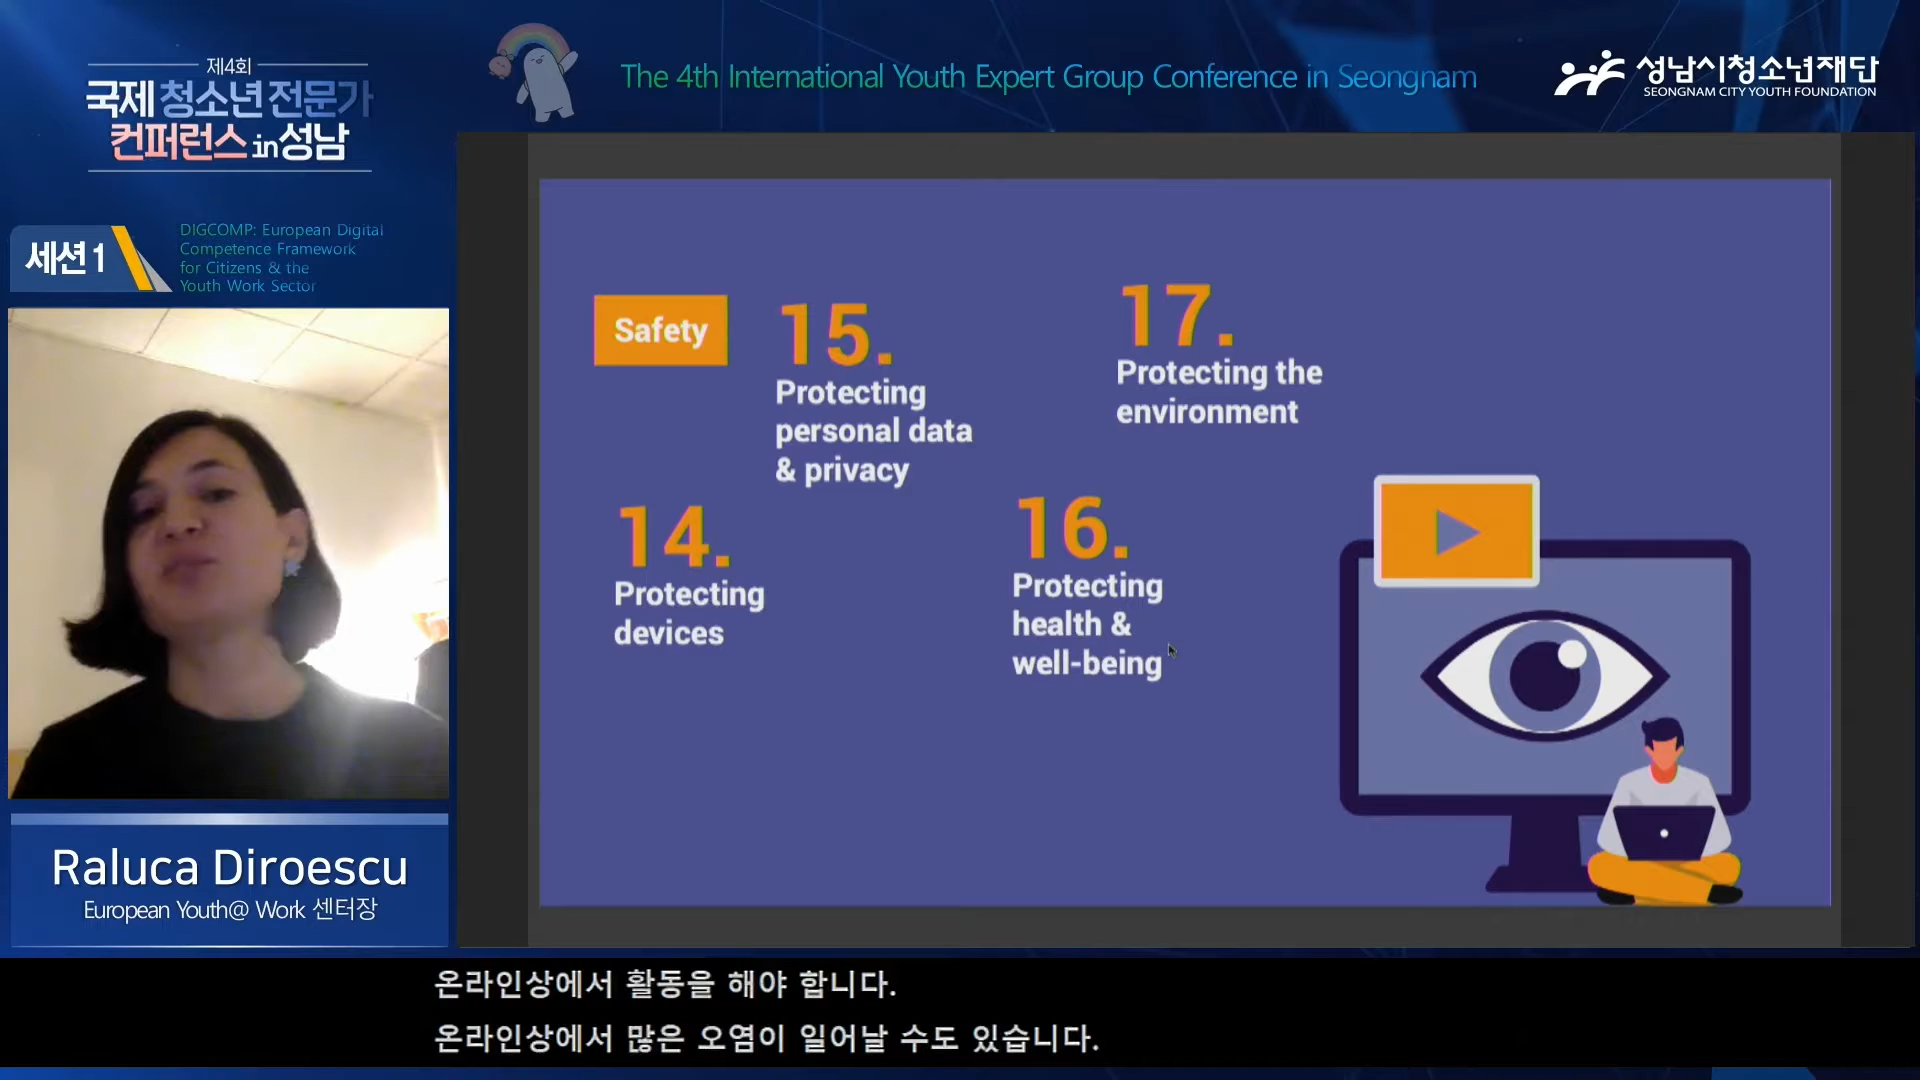 제4회
국제 청소년 전문가
컨퍼런스 in 성남
The 4th International Youth Expert Group Conference in Seongnam
성남시청소년재단
SEONGNAM CITY YOUTH FOUNDATION
세션 1
DIGCOMP: European Digital
Competence Framework
for Citizens & the
Youth Work Sector
Safety
15.
Protecting
personal data
& privacy
17.
Protecting the
environment
14.
Protecting
devices
16.
Protecting
health &
well-being
Raluca Diroescu
European Youth@ Work 센터장
온라인상에서 활동을 해야 합니다.
온라인상에서 많은 오염이 일어날 수도 있습니다.